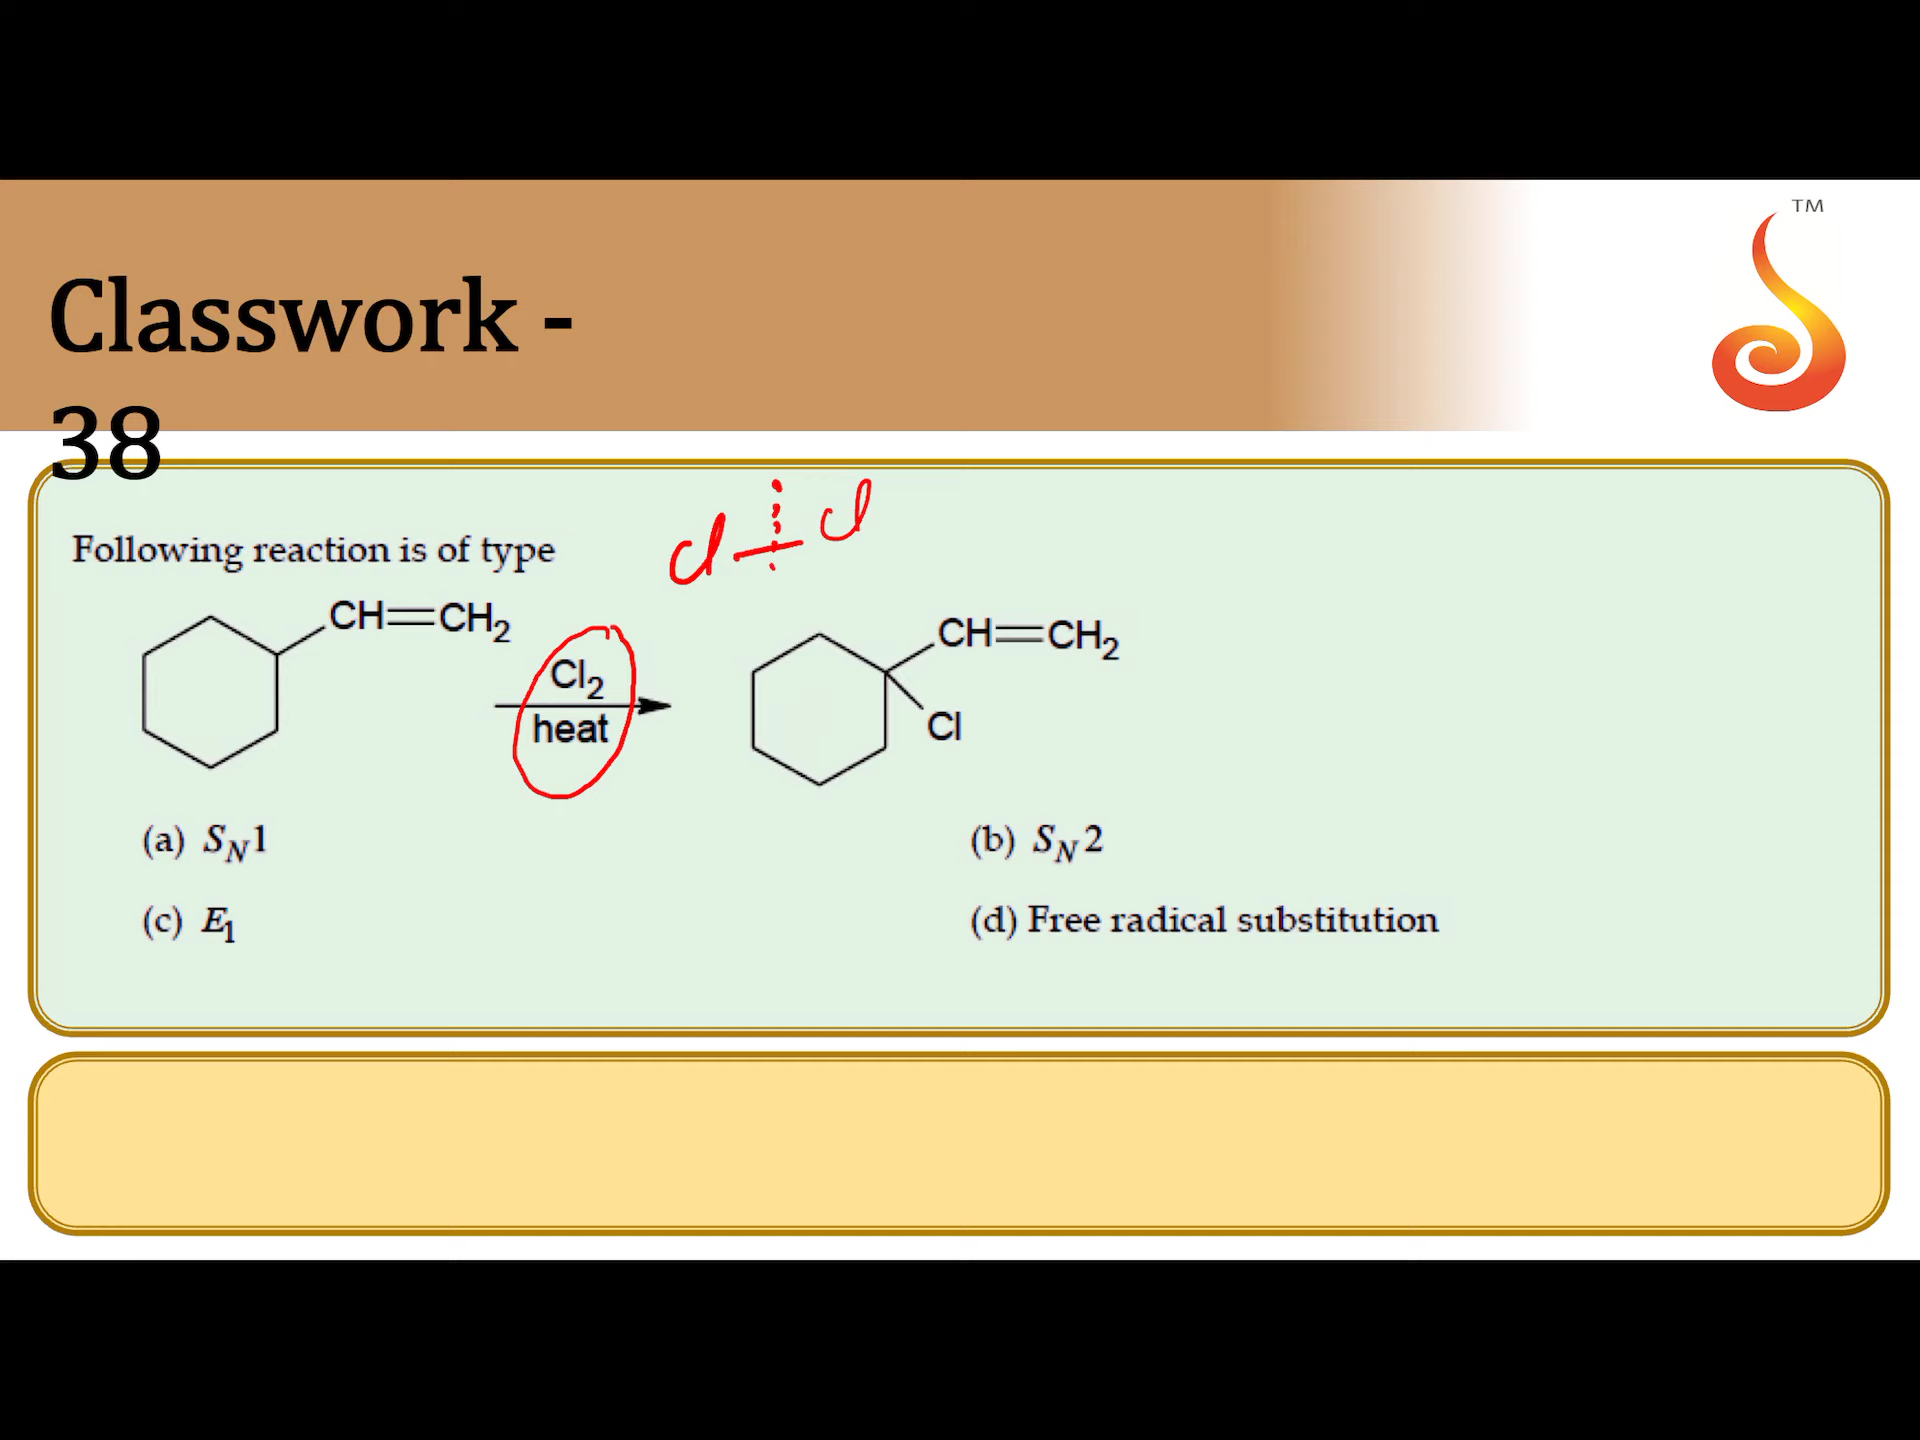 TM
Classwork -
38
Cl Cl
Following reaction is of type
CH=CH2
Cl2
heat
CH=CH2
Cl
(a) SN1
(b) SN2
(c) E1
(d) Free radical substitution